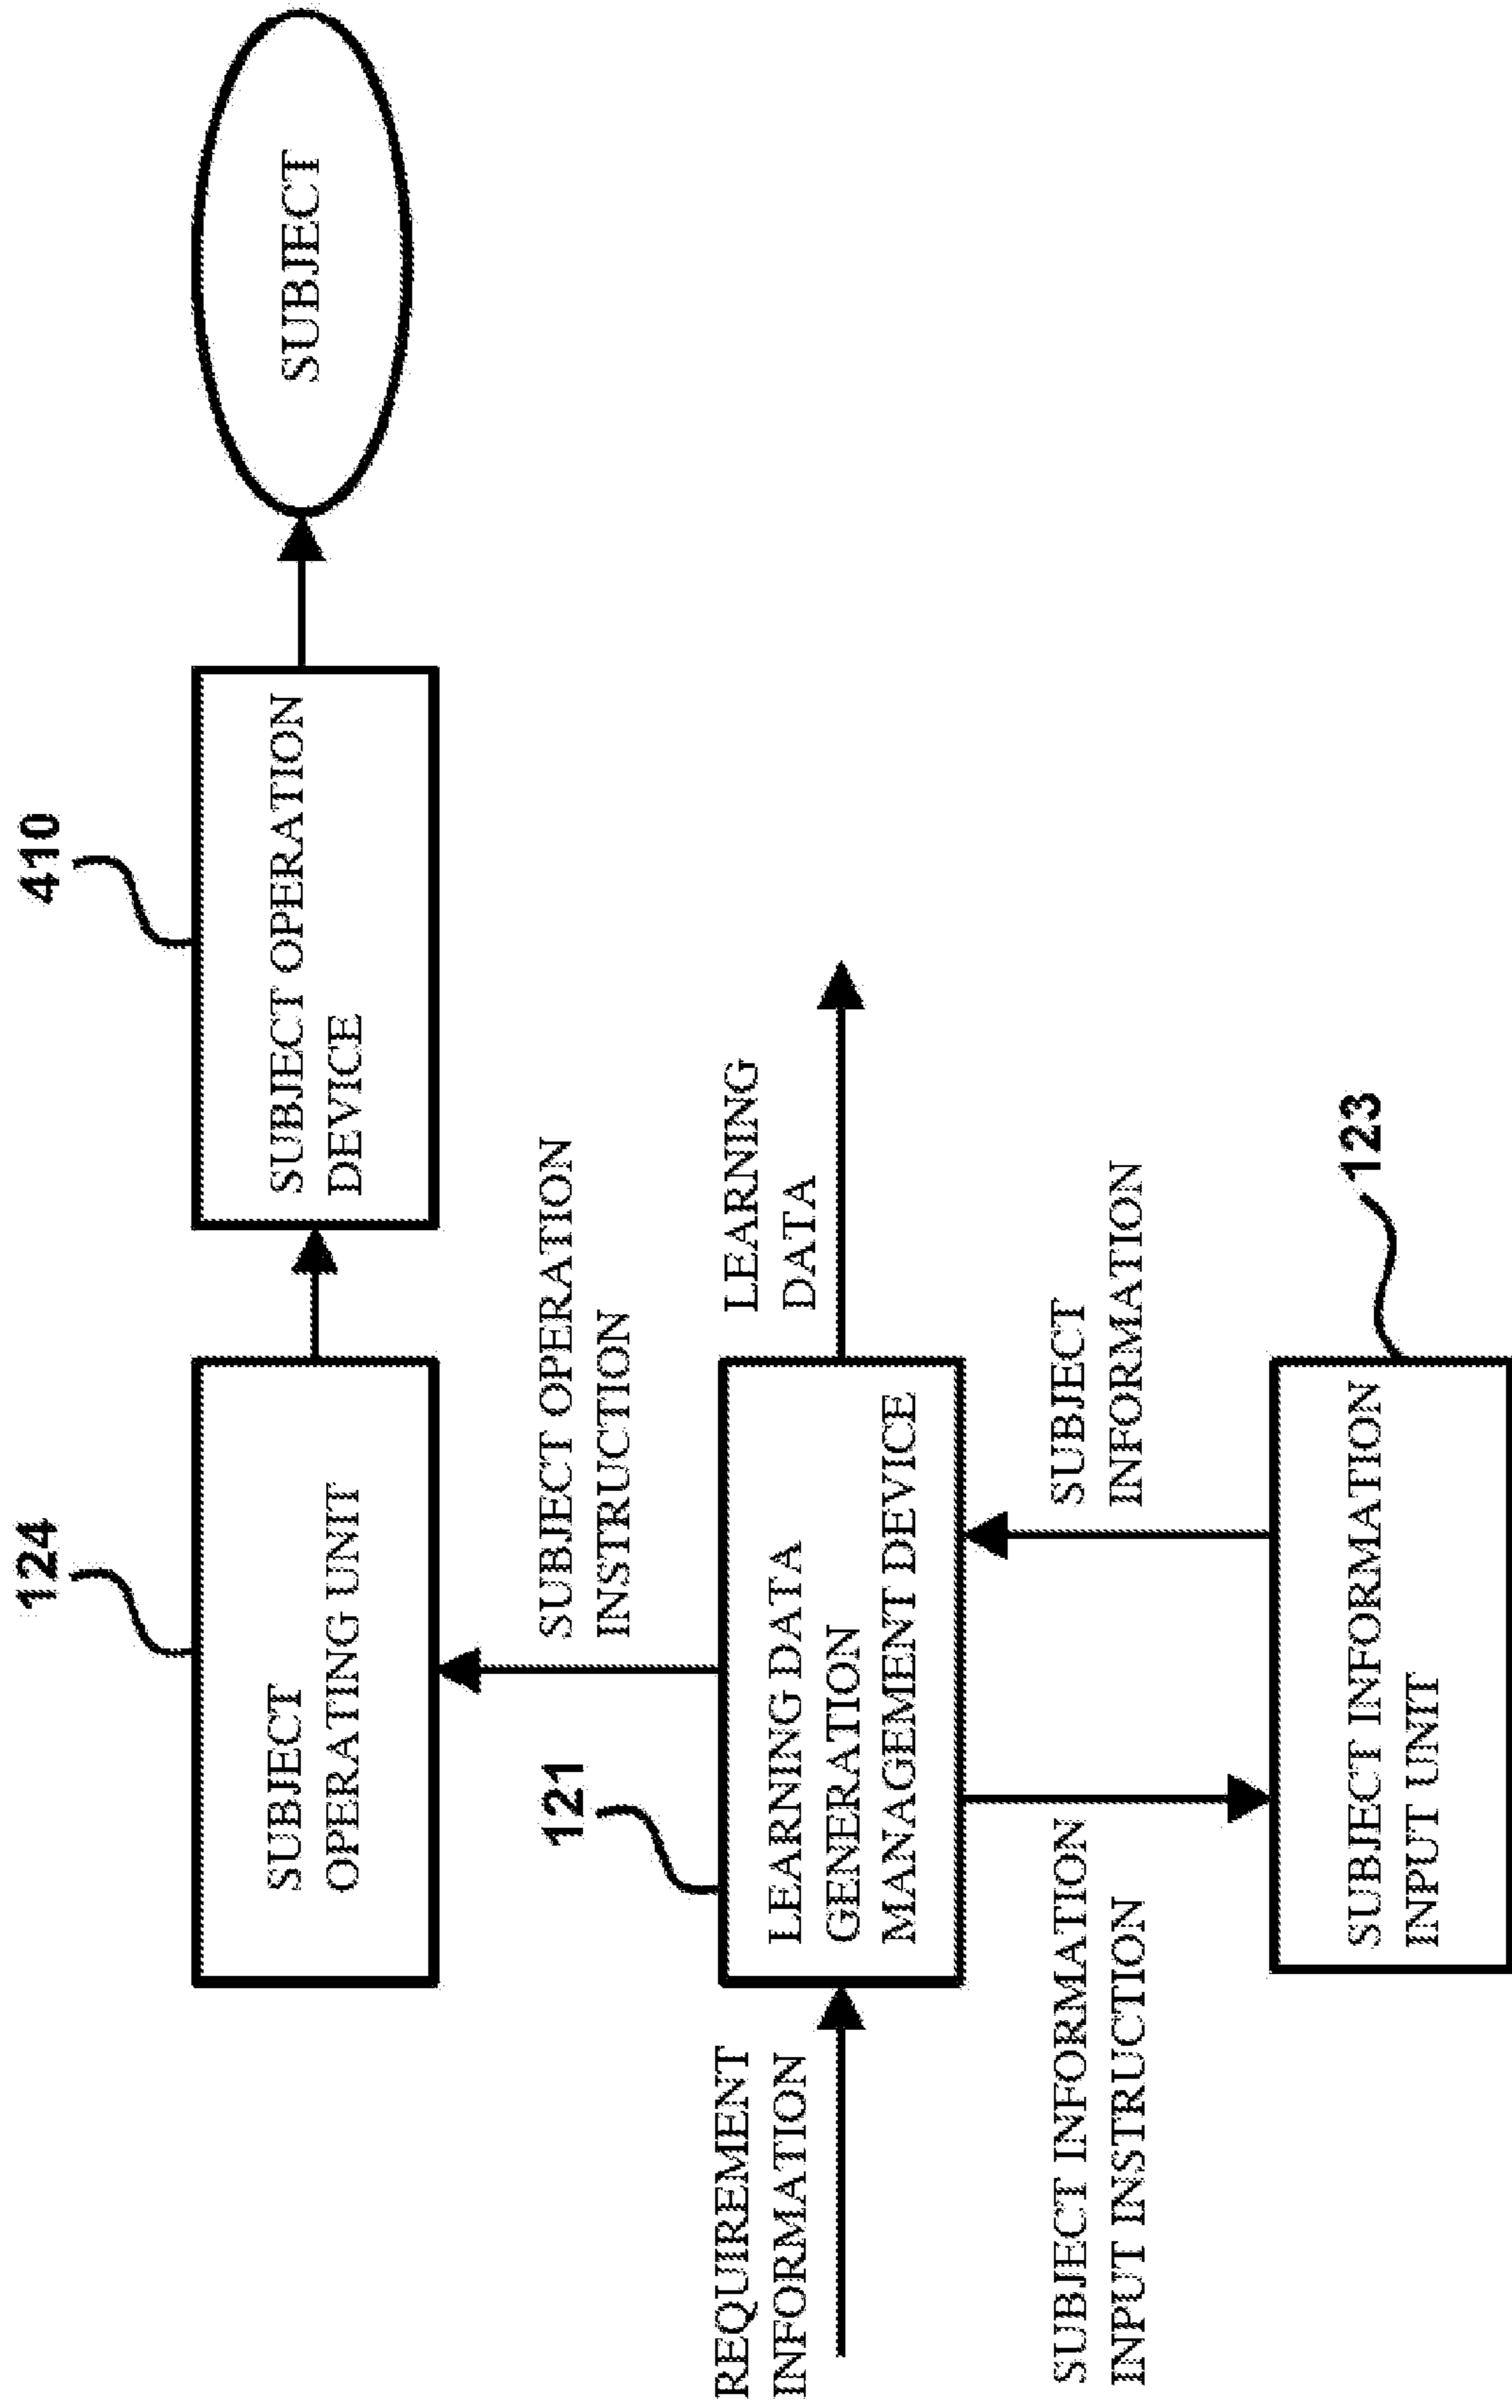 124
SUBJECT
OPERATING UNIT
410
SUBJECT OPERATION
DEVICE
SUBJECT
SUBJECT OPERATION
INSTRUCTION
121
REQUIREMENT
INFORMATION
LEARNING DATA
GENERATION
MANAGEMENT DEVICE
LEARNING
DATA
SUBJECT INFORMATION
INPUT INSTRUCTION
SUBJECT
INFORMATION
123
SUBJECT INFORMATION
INPUT UNIT